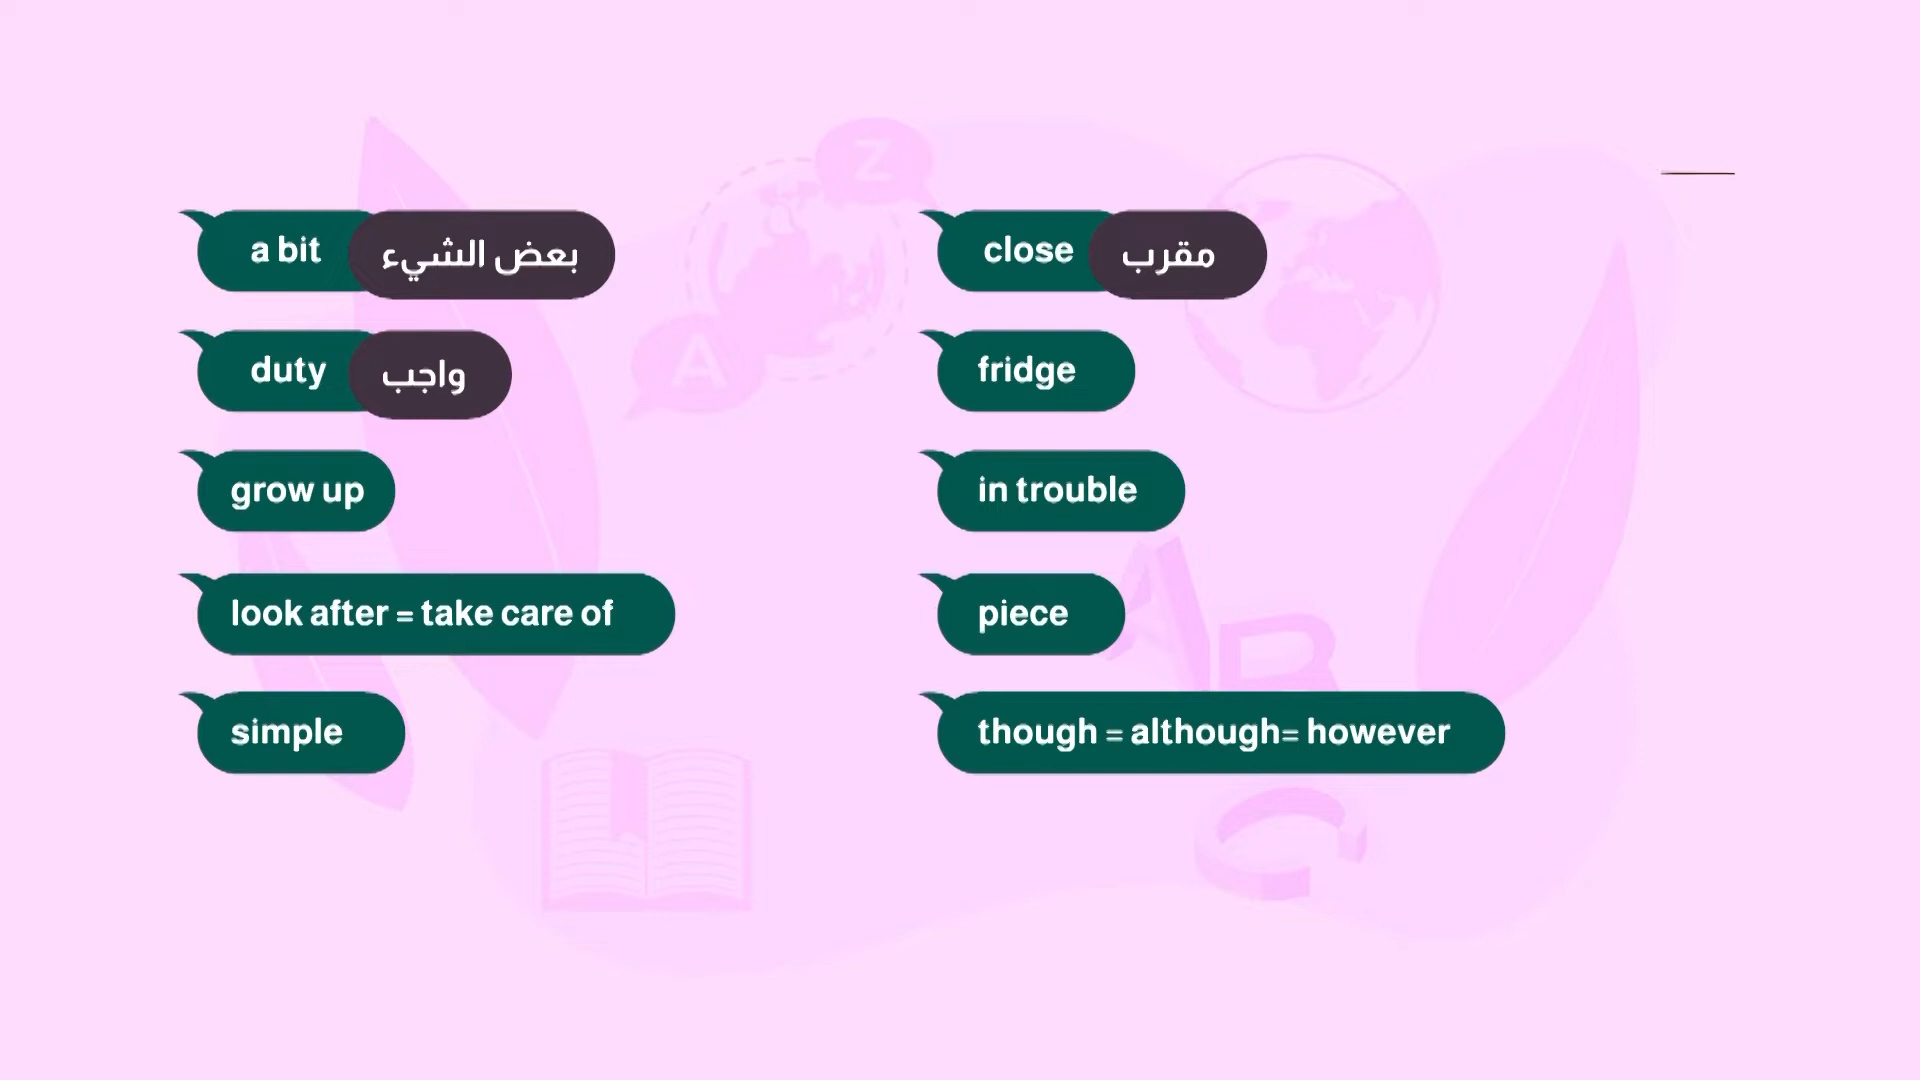 a bit بعض الشيء
close مقرب
duty واجب
fridge
grow up
in trouble
look after = take care of
piece
simple
though = although= however
Z
A
A
B
C